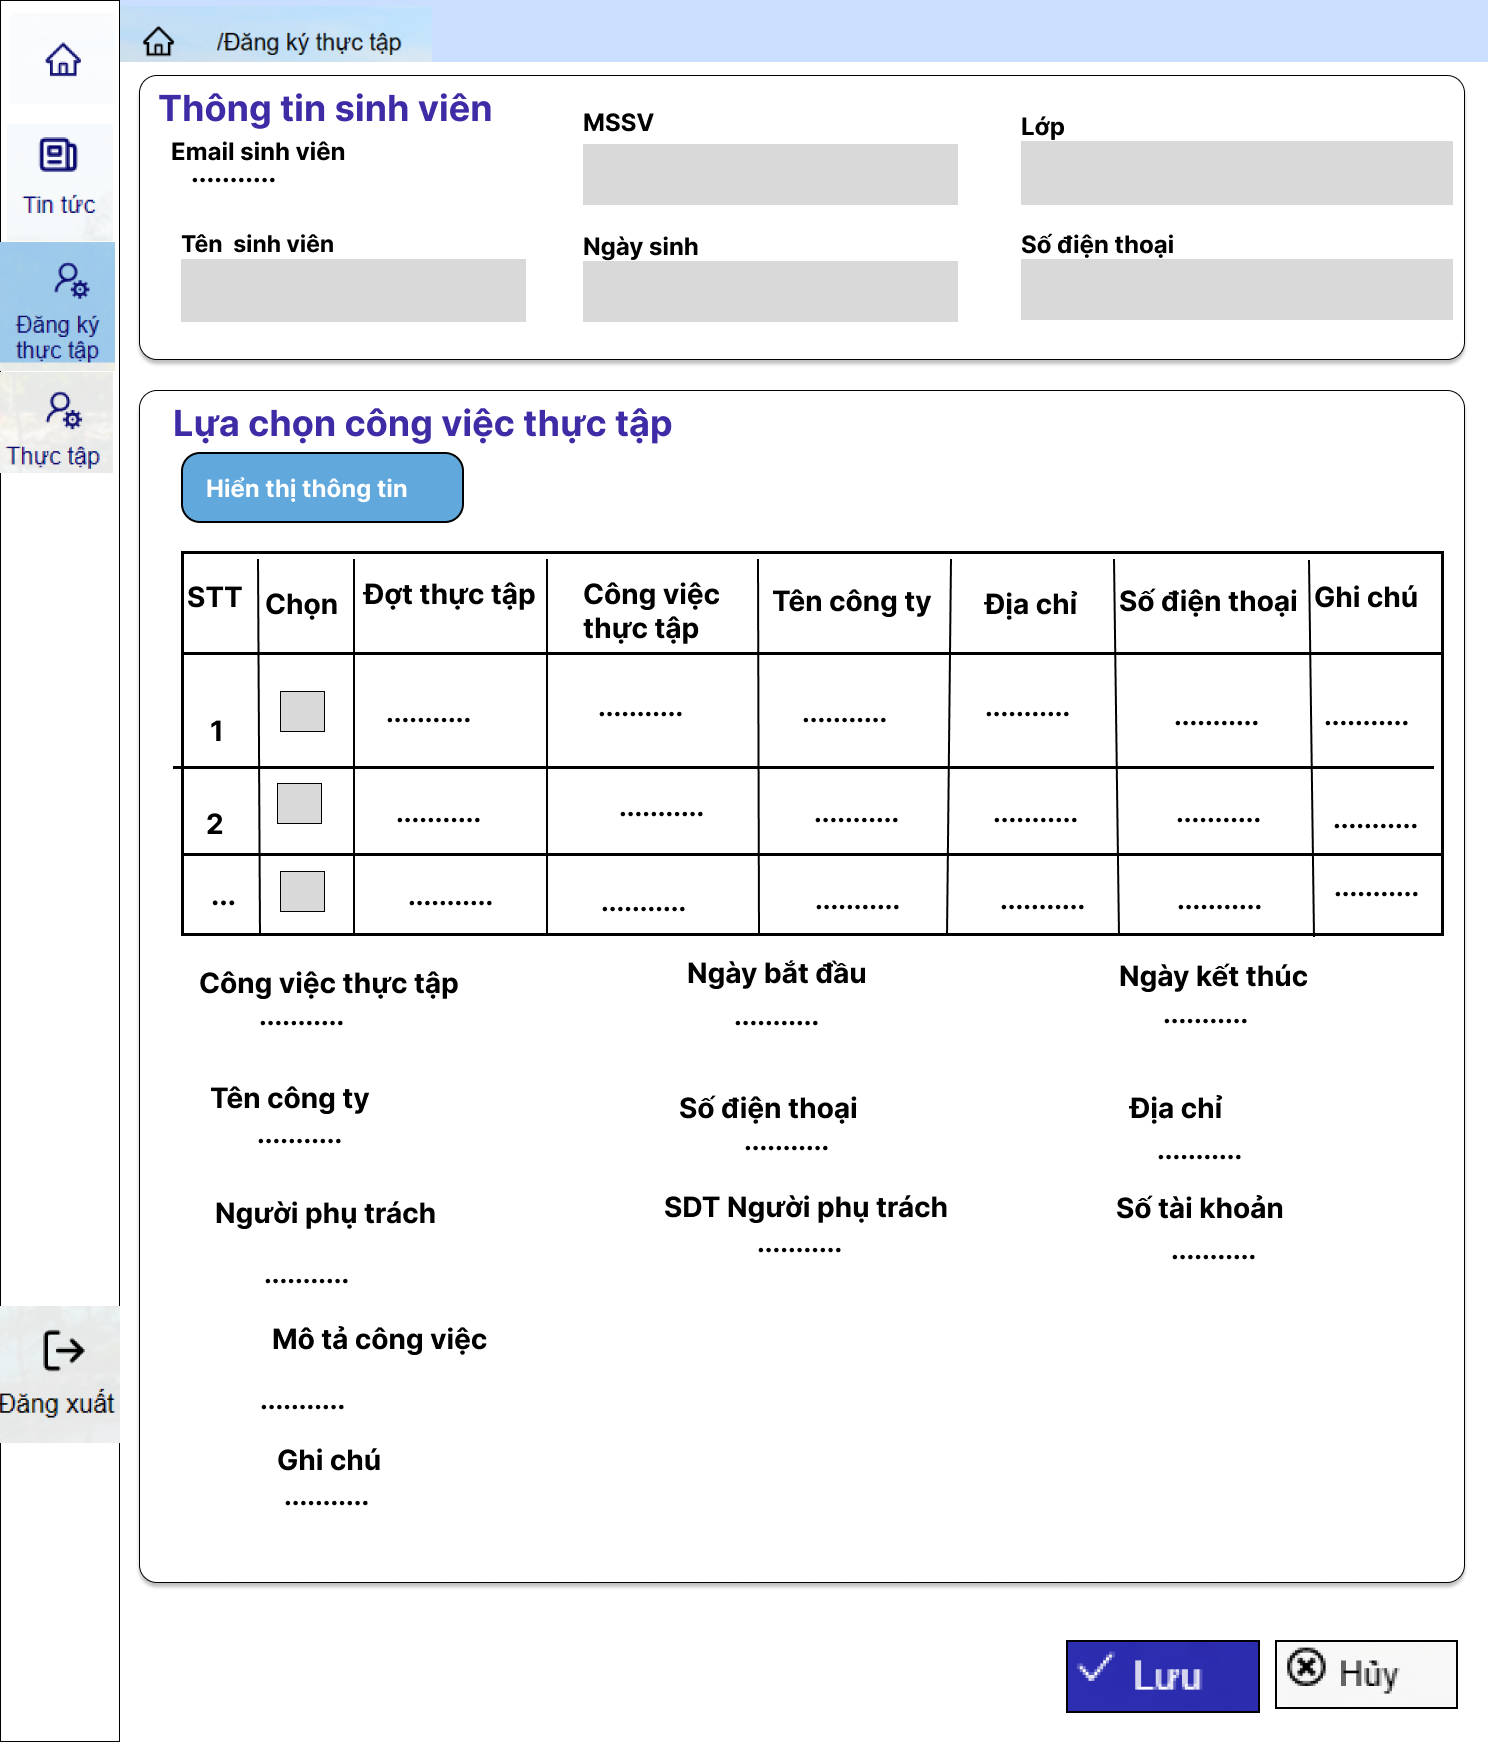 /Đăng ký thực tập
Tin tức
Đăng ký
thực tập
Thực tập
Đăng xuất
Thông tin sinh viên
Email sinh viên
...........
MSSV
Lớp
Tên  sinh viên
Ngày sinh
Số điện thoại
Lựa chọn công việc thực tập
Hiển thị thông tin
STT Chọn Đợt thực tập Công việc thực tập Tên công ty Địa chỉ Số điện thoại Ghi chú
1 ........... ........... ........... ........... ........... ...........
2 ........... ........... ........... ........... ........... ...........
... ........... ........... ........... ........... ........... ...........
Công việc thực tập Ngày bắt đầu Ngày kết thúc
........... ........... ...........
Tên công ty Số điện thoại Địa chỉ
........... ........... ...........
Người phụ trách SDT Người phụ trách Số tài khoản
........... ........... ...........
Mô tả công việc
...........
Ghi chú
...........
Lưu Hủy